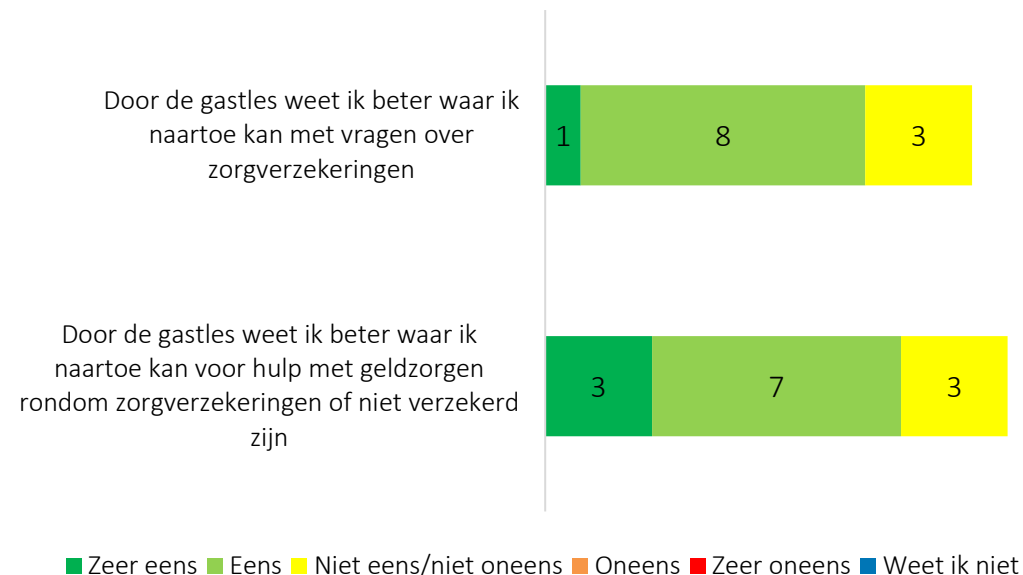 Door de gastles weet ik beter waar ik
naartoe kan met vragen over
zorgverzekeringen
1 8 3
Door de gastles weet ik beter waar ik
naartoe kan voor hulp met geldzorgen
rondom zorgverzekeringen of niet verzekerd
zijn
3 7 3
Zeer eens Eens Niet eens/niet oneens Oneens Zeer oneens Weet ik niet